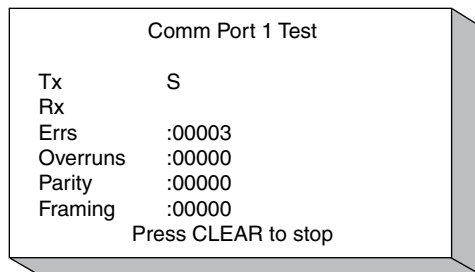 Comm Port 1 Test
Tx S
Rx
Errs :00003
Overruns :00000
Parity :00000
Framing :00000
Press CLEAR to stop